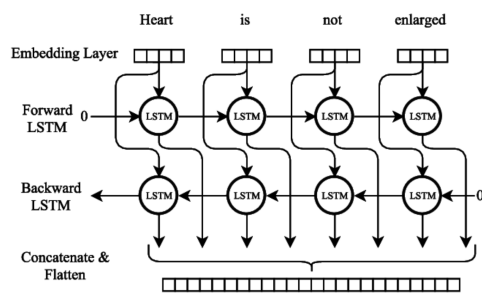 Heart is not enlarged
Embedding Layer
Forward
LSTM
0
LSTM LSTM LSTM LSTM
Backward
LSTM
LSTM LSTM LSTM LSTM
0
Concatenate &
Flatten